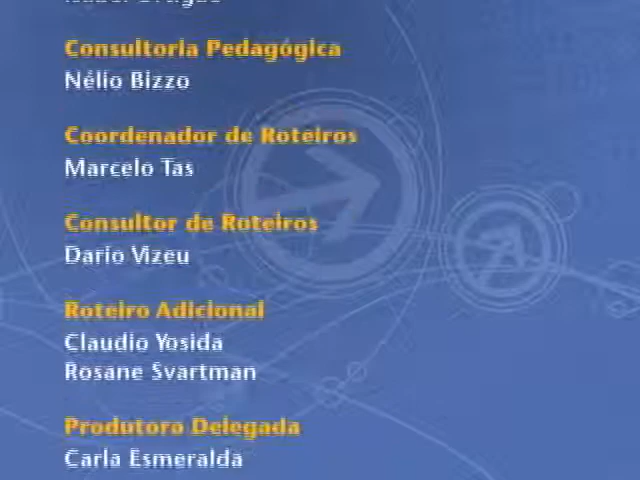 Consultoria Pedagógica
Nélio Bizzo
Coordenador de Roteiros
Marcelo Tas
Consultor de Roteiros
Dario Vizeu
Roteiro Adicional
Claudio Yosida
Rosane Svartman
Produtora Delegada
Carla Esmeralda